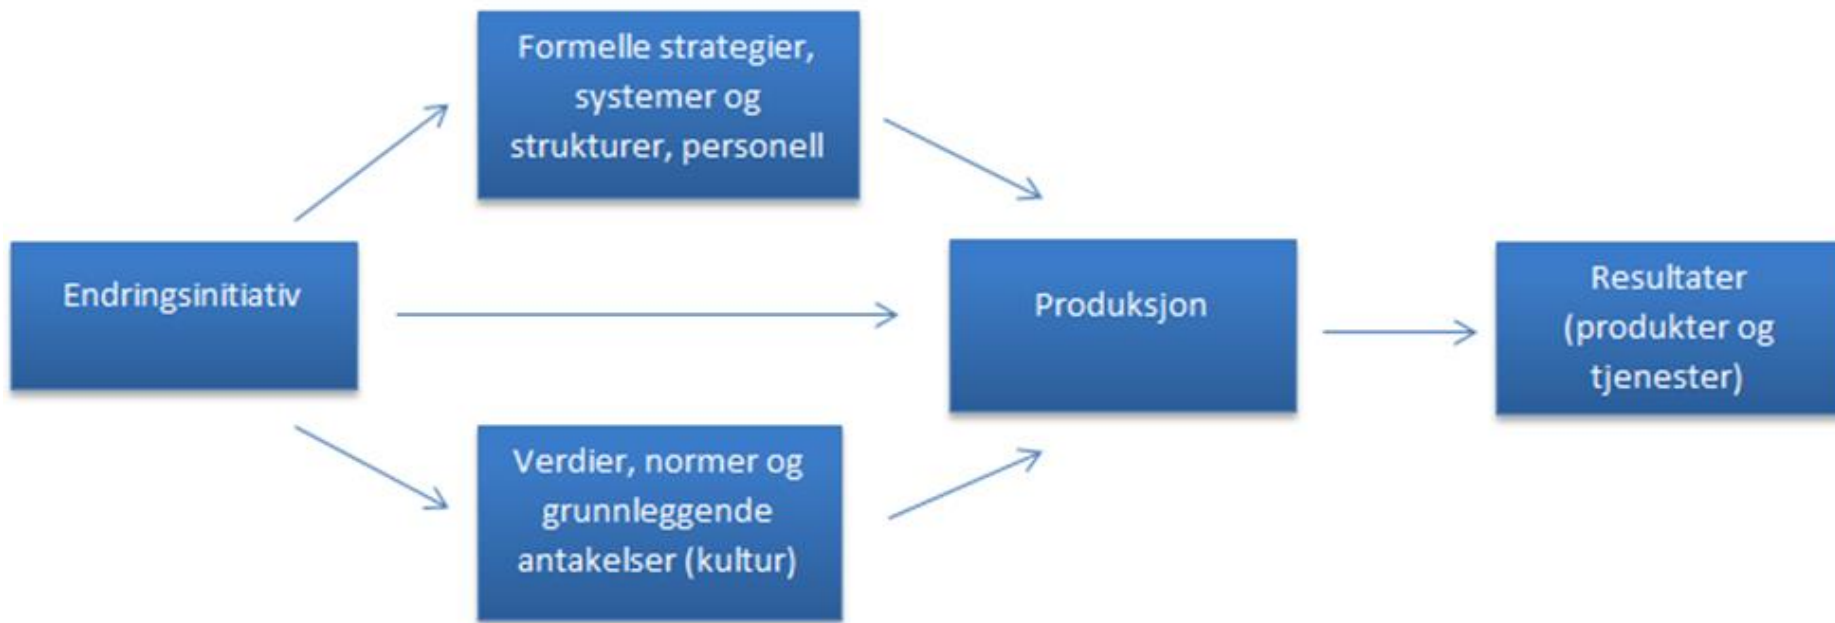 Formelle strategier,
systemer og
strukturer, personell
Endringsinitiativ
Produksjon
Resultater
(produkter og
tjenester)
Verdier, normer og
grunnleggende
antakelser (kultur)